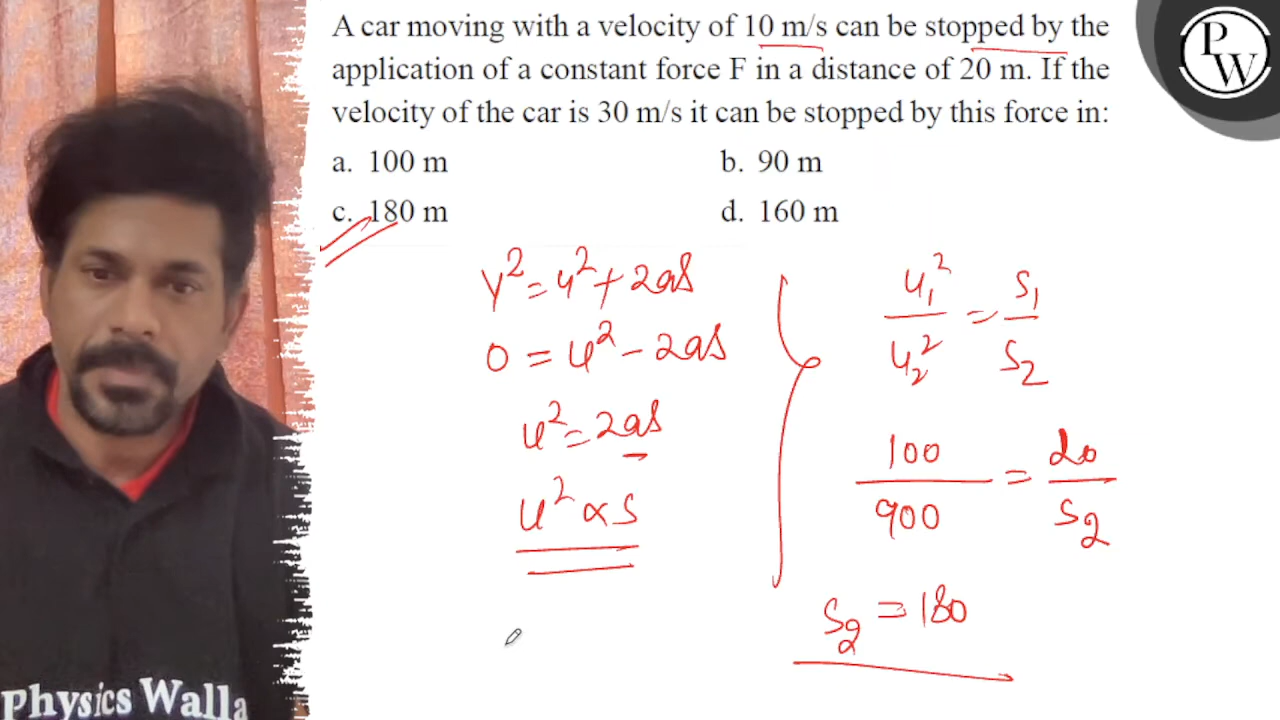 A car moving with a velocity of 10 m/s can be stopped by the
application of a constant force F in a distance of 20 m. If the
velocity of the car is 30 m/s it can be stopped by this force in:
a. 100 m
b. 90 m
c. 180 m
d. 160 m
v² = u² + 2as
0 = u² - 2as
u² = 2as
u² ∝ s
u₁²/u₂² = s₁/s₂
100/900 = 20/s₂
s₂ = 180
PW
Physics Walla